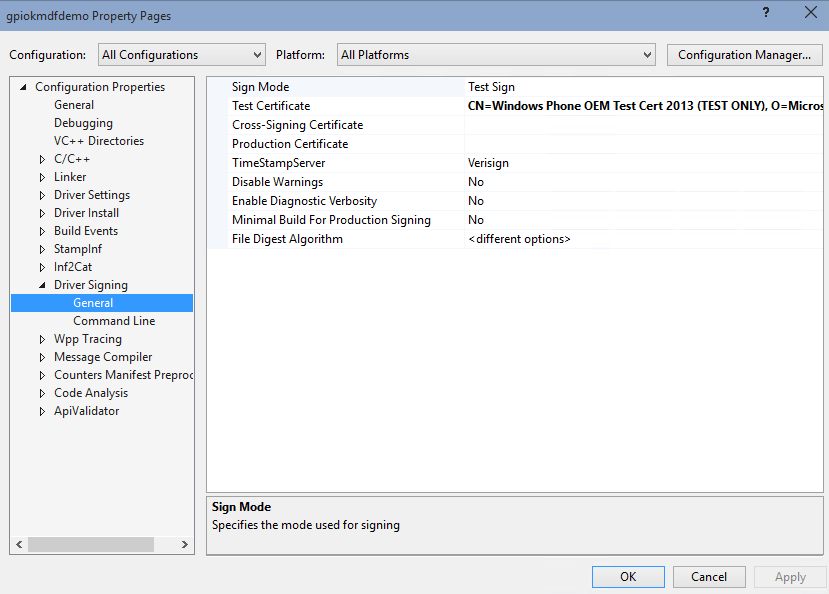 gpiokmdfdemo Property Pages
?
Configuration: All Configurations Platform: All Platforms Configuration Manager...
Configuration Properties
General
Debugging
VC++ Directories
C/C++
Linker
Driver Settings
Driver Install
Build Events
StampInf
Inf2Cat
Driver Signing
General
Command Line
Wpp Tracing
Message Compiler
Counters Manifest Preproc
Code Analysis
ApiValidator
Sign Mode Test Sign
Test Certificate CN=Windows Phone OEM Test Cert 2013 (TEST ONLY), O=Micros
Cross-Signing Certificate
Production Certificate
TimeStampServer Verisign
Disable Warnings No
Enable Diagnostic Verbosity No
Minimal Build For Production Signing No
File Digest Algorithm <different options>
Sign Mode
Specifies the mode used for signing
OK Cancel Apply